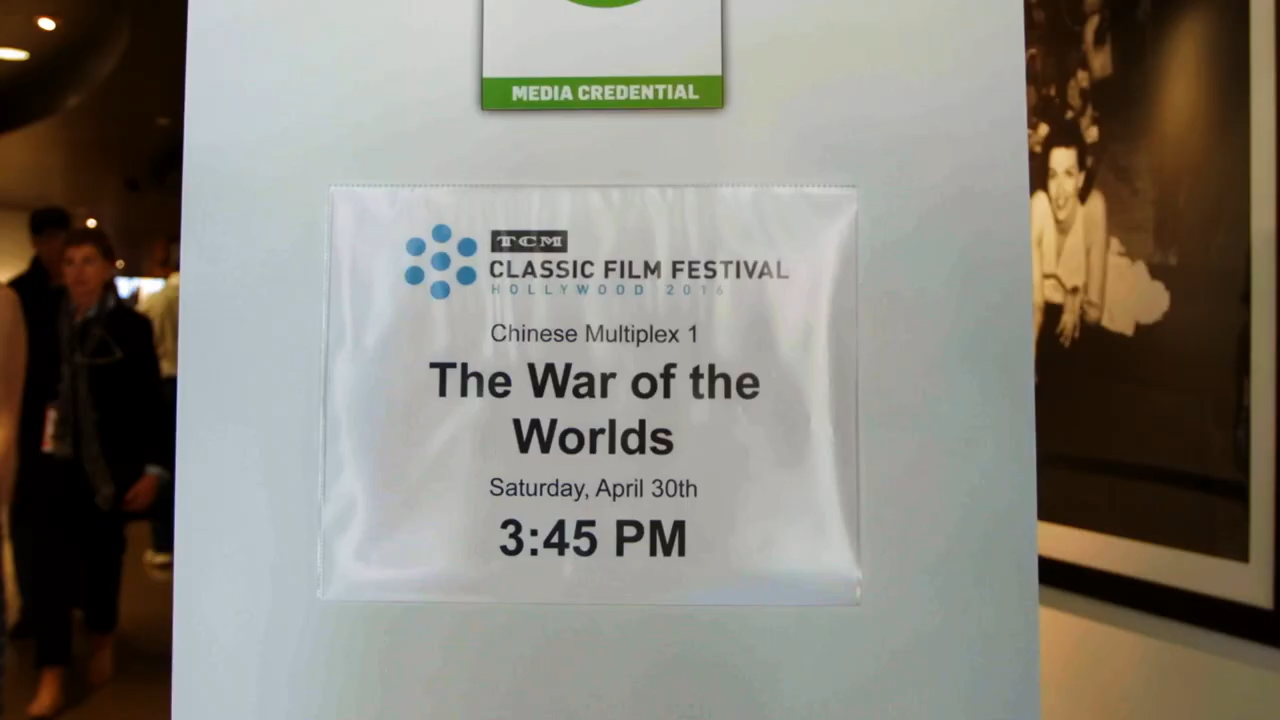 MEDIA CREDENTIAL
TCM
CLASSIC FILM FESTIVAL
HOLLYWOOD 2016
Chinese Multiplex 1
The War of the
Worlds
Saturday, April 30th
3:45 PM